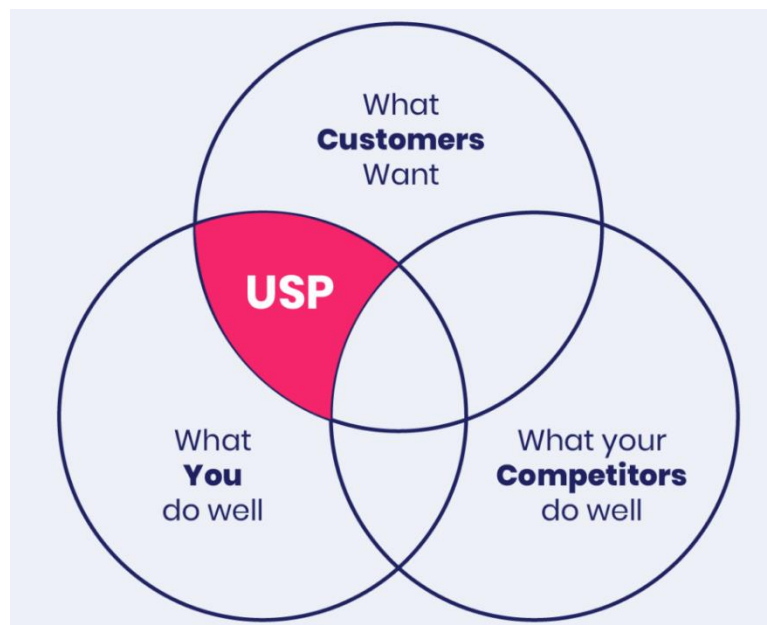 What
Customers
Want
USP
What
You
do well
What your
Competitors
do well